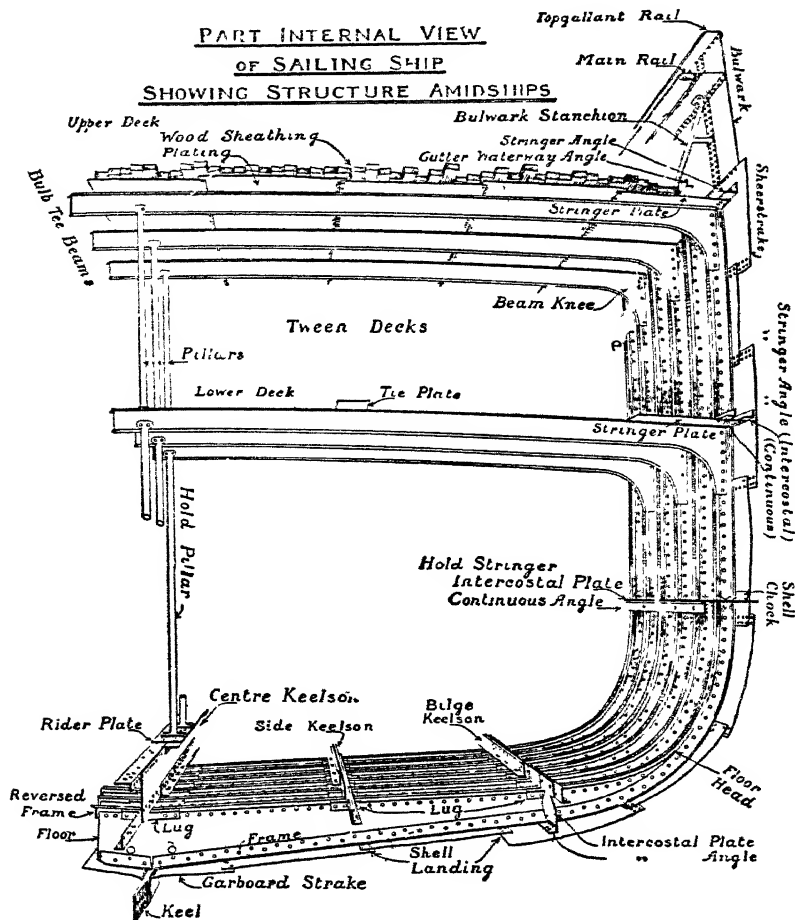 PART INTERNAL VIEW
OF SAILING SHIP
SHOWING STRUCTURE AMIDSHIPS
Topgallant Rail
Main Rail
Bulwark
Bulwark Stanchion
Stringer Angle
Gutter Waterway Angle
Upper Deck
Wood Sheathing
Plating
Stringer Plate
Sheerstrake
Bulb Tee Beams
Beam Knee
Tween Decks
Pillars
Stringer Angle (Intercostal)
" " (Continuous)
Lower Deck
Tie Plate
Stringer Plate
Hold Pillar
Hold Stringer
Intercostal Plate
Continuous Angle
Shell
Chock
Centre Keelson
Rider Plate
Side Keelson
Bilge
Keelson
Floor
Head
Reversed
Frame
Floor
Lug
Lug
Frame
Intercostal Plate
" Angle
Shell
Landing
Garboard Strake
Keel